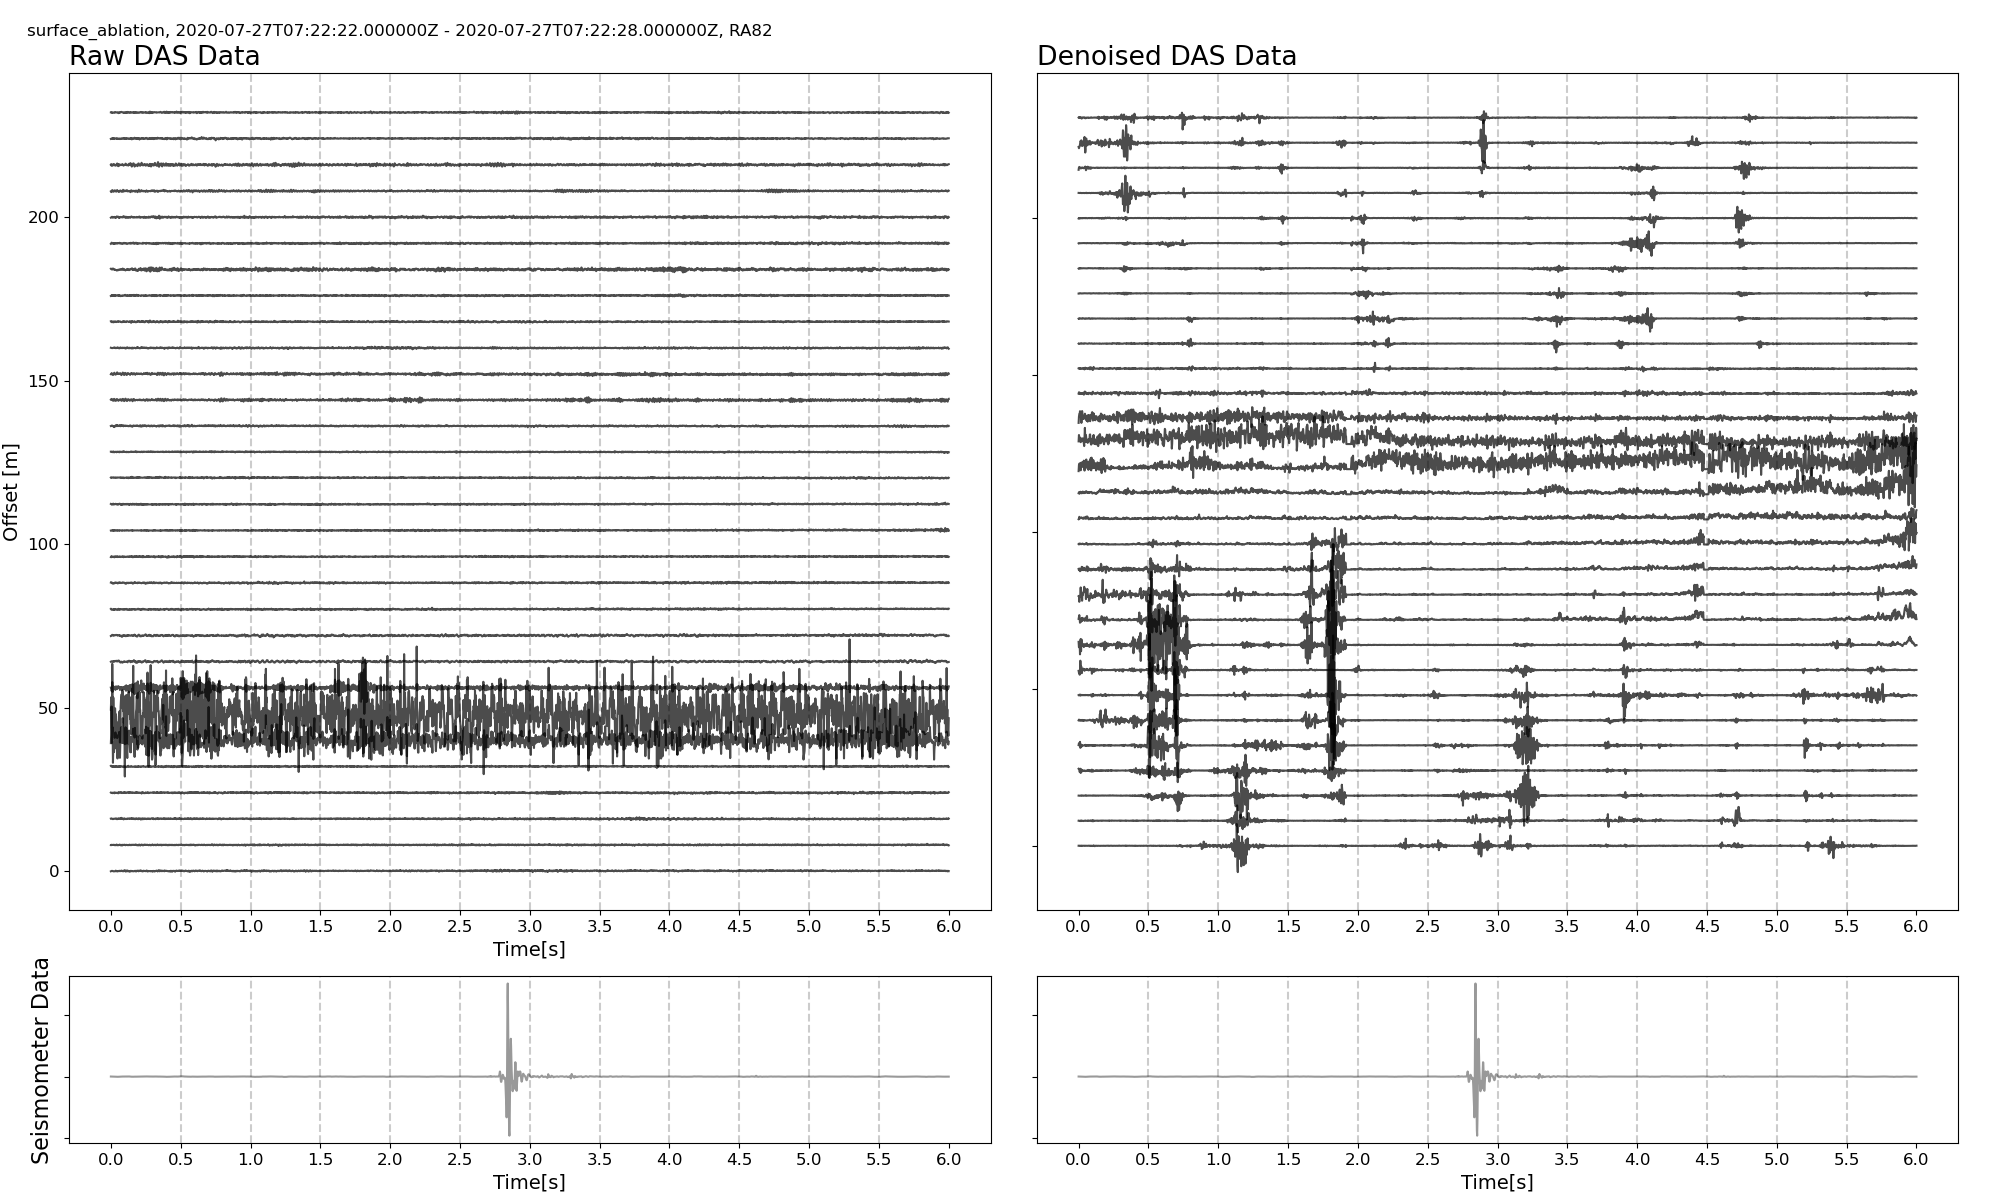 surface_ablation, 2020-07-27T07:22:22.000000Z - 2020-07-27T07:22:28.000000Z, RA82
Raw DAS Data
Denoised DAS Data
Offset [m]
200
150
100
50
0
0.0 0.5 1.0 1.5 2.0 2.5 3.0 3.5 4.0 4.5 5.0 5.5 6.0
Time[s]
0.0 0.5 1.0 1.5 2.0 2.5 3.0 3.5 4.0 4.5 5.0 5.5 6.0
Seismometer Data
0.0 0.5 1.0 1.5 2.0 2.5 3.0 3.5 4.0 4.5 5.0 5.5 6.0
Time[s]
0.0 0.5 1.0 1.5 2.0 2.5 3.0 3.5 4.0 4.5 5.0 5.5 6.0
Time[s]